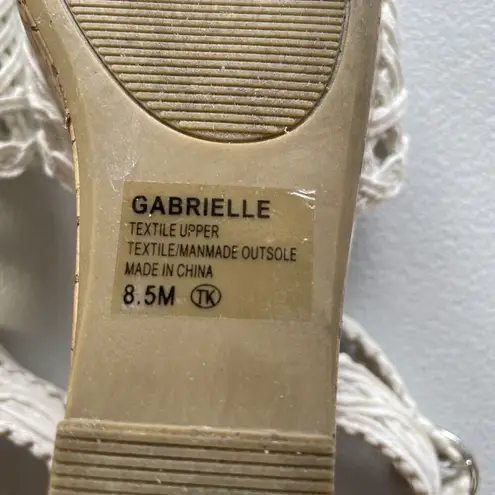 GABRIELLE
TEXTILE UPPER
TEXTILE/MANMADE OUTSOLE
MADE IN CHINA
8.5M TK